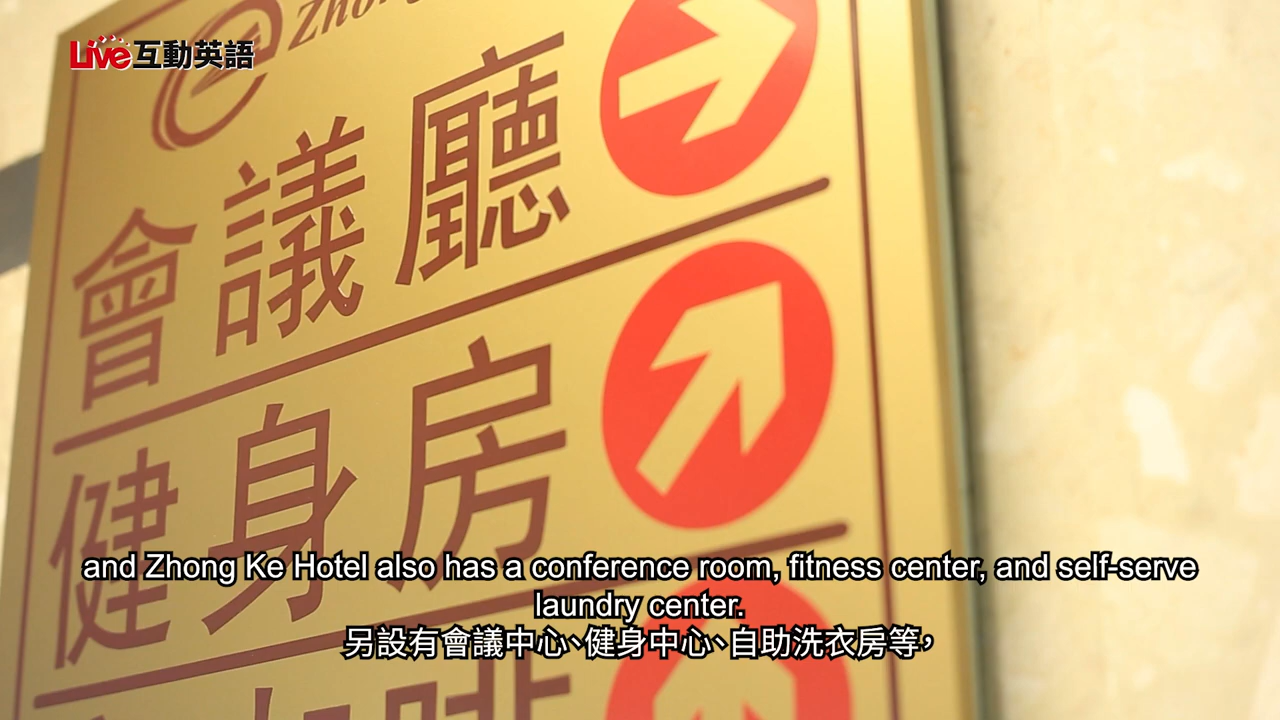 Live互動英語
Zhong
會議廳
健身房
and Zhong Ke Hotel also has a conference room, fitness center, and self-serve
laundry center.
另設有會議中心、健身中心、自助洗衣房等，